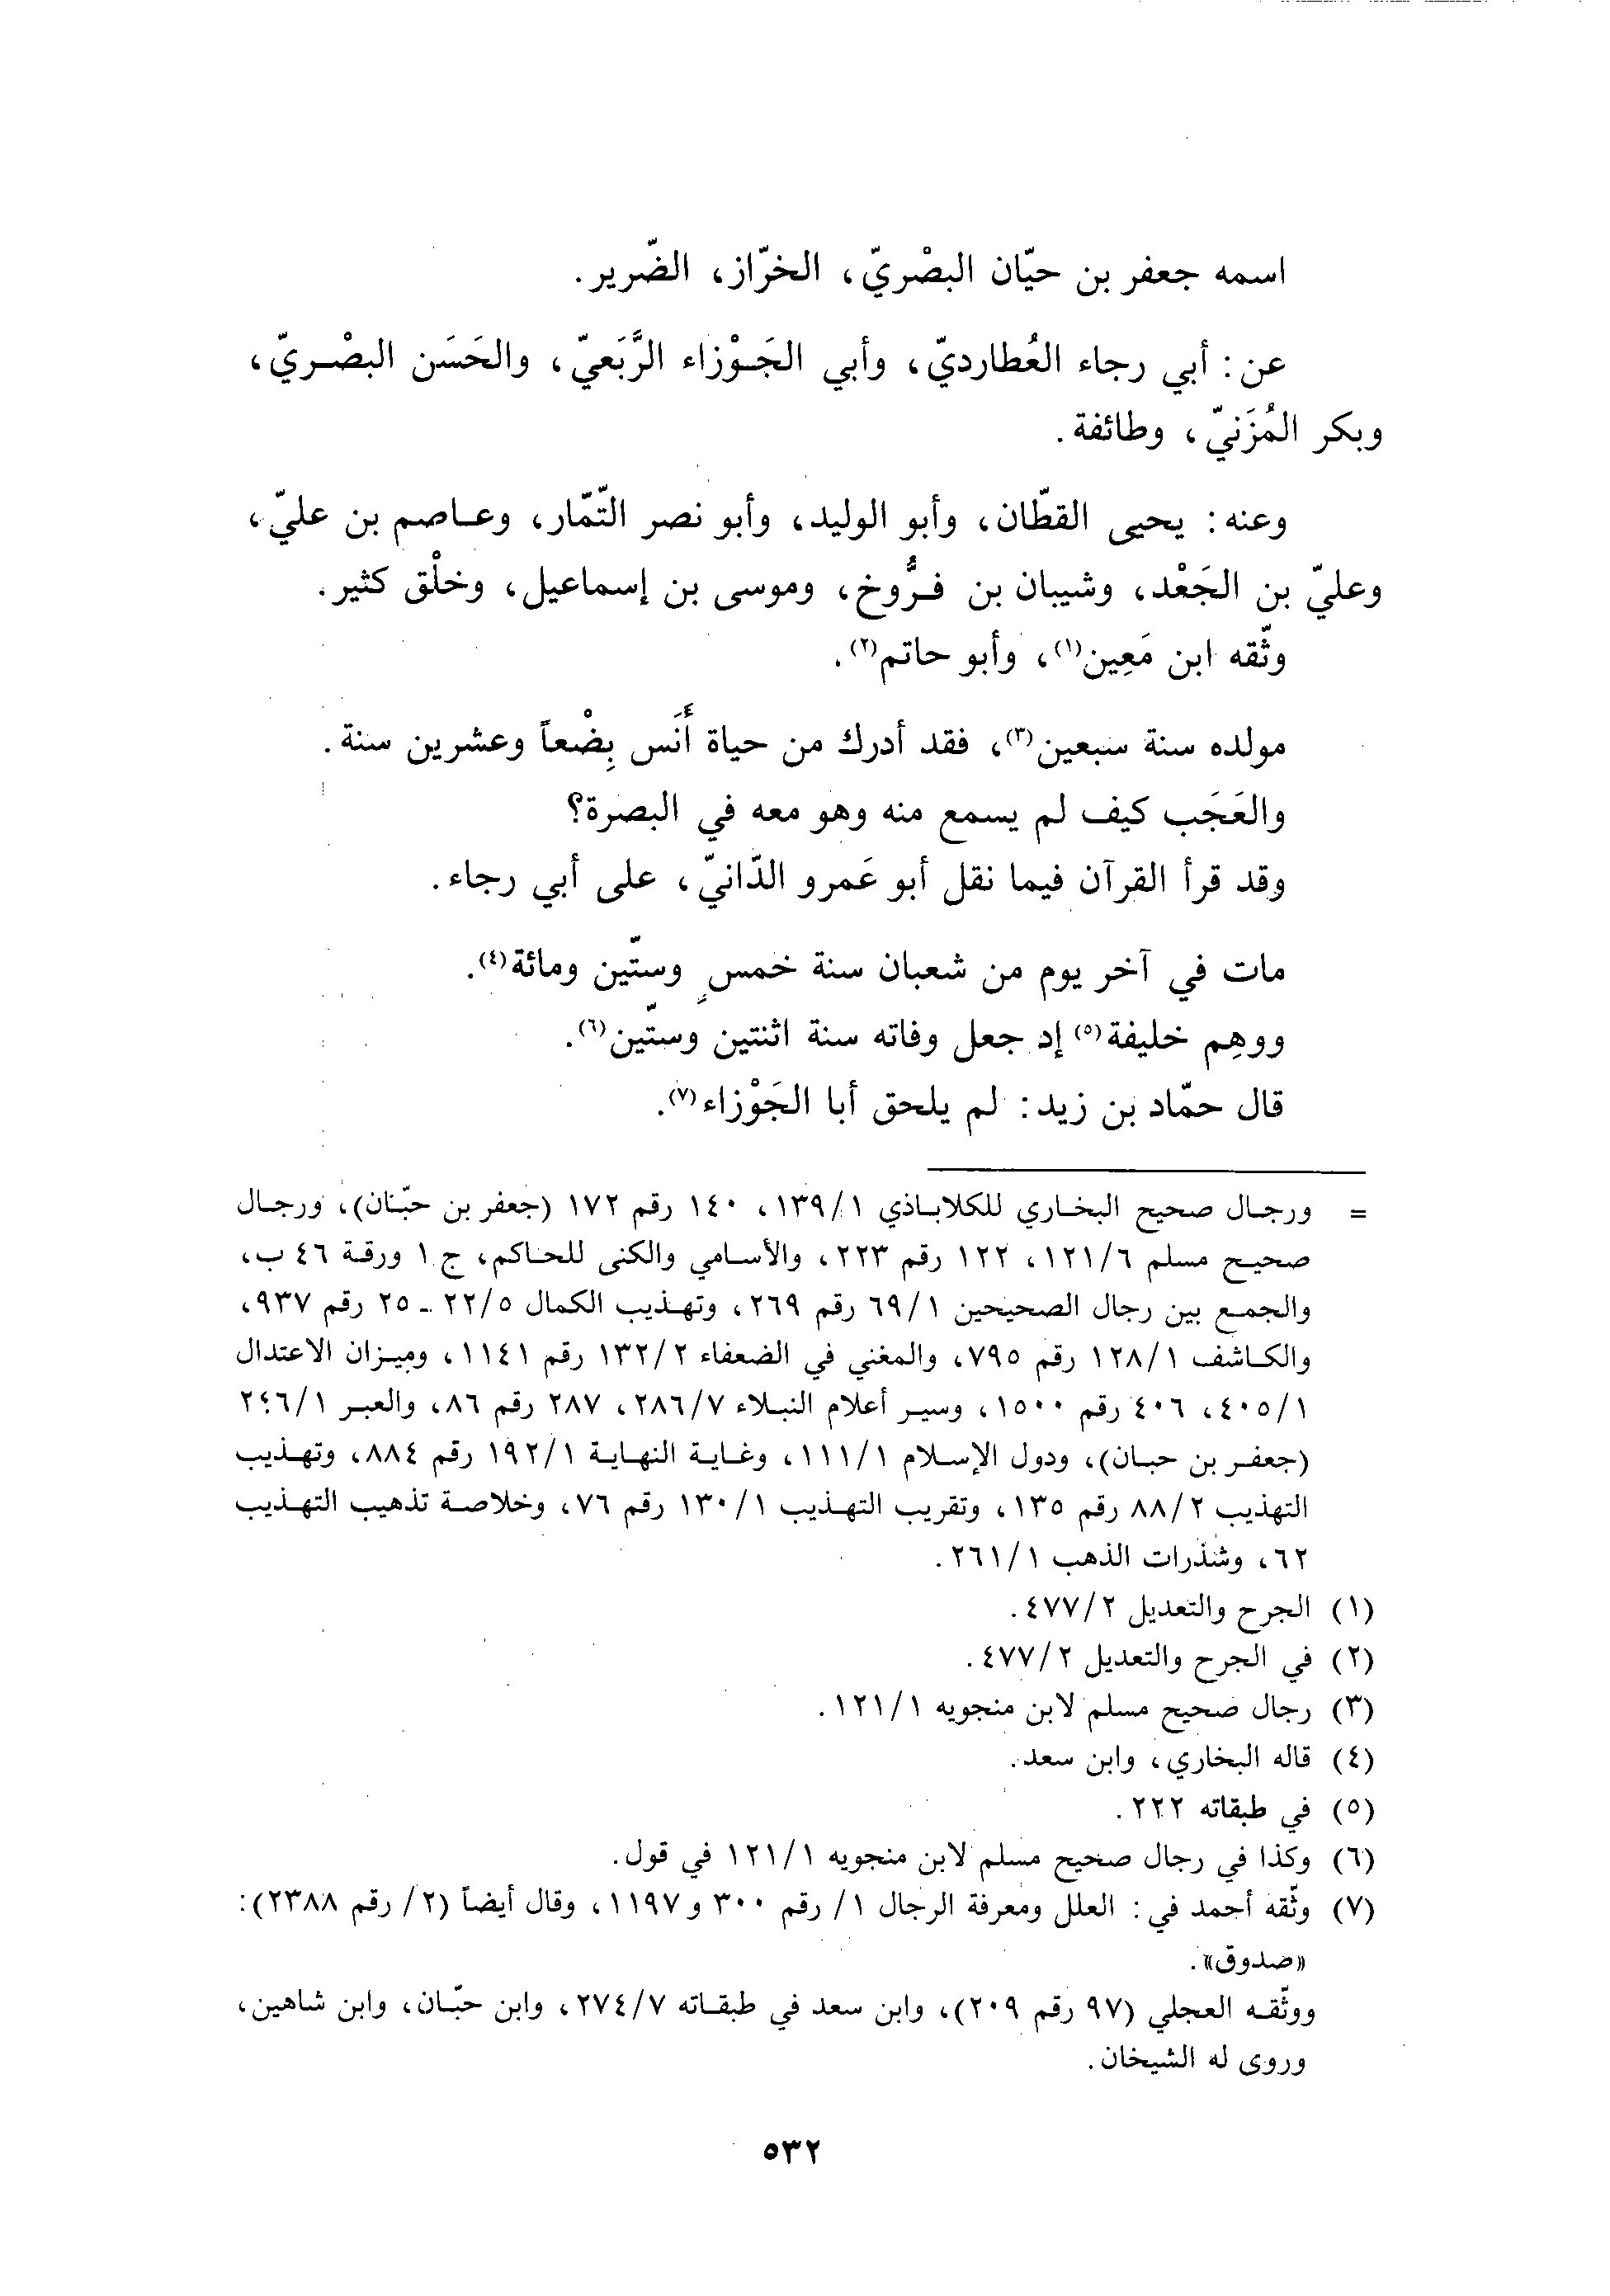 اسمه جعفر بن حيّان البصْريّ، الخرّاز، الضّرير.
عن: أبي رجاء العُطارديّ، وأبي الجَوْزاء الرَّبَعيّ، والحَسَن البصْريّ،
وبكر المُزَنيّ، وطائفة.
وعنه: يحيى القطّان، وأبو الوليد، وأبو نصر التّمّار، وعاصم بن عليّ،
وعليّ بن الجَعْد، وشيبان بن فرُّوخ، وموسى بن إسماعيل، وخلْق كثير.
وثّقه ابن مَعِين(١)، وأبو حاتم(٢).
مولده سنة سبعين(٣)، فقد أدرك من حياة أَنَس بِضْعاً وعشرين سنة.
والعَجَب كيف لم يسمع منه وهو معه في البصرة؟
وقد قرأ القرآن فيما نقل أبو عَمرو الدّانيّ، على أبي رجاء.
مات في آخر يوم من شعبان سنة خمسٍ وستّين ومائة(٤).
ووهِم خليفة(٥) إد جعل وفاته سنة اثنتين وستّين(٦).
قال حمّاد بن زيد: لم يلحق أبا الجَوْزاء(٧).
= ورجال صحيح البخاري للكلاباذي ١/١٣٩، ١٤٠ رقم ١٧٢ (جعفر بن حبّنان)، ورجال
صحيح مسلم ١٢١/٦، ١٢٢ رقم ٢٢٣، والأسامي والكنى للحاكم، ج ١ ورقة ٤٦ ب،
والجمع بين رجال الصحيحين ١/٦٩ رقم ٢٦٩، وتهذيب الكمال ٥/٢٢ ـ ٢٥ رقم ٩٣٧،
والكاشف ١/١٢٨ رقم ٧٩٥، والمغني في الضعفاء ٢/١٣٢ رقم ١١٤١، وميزان الاعتدال
١/٤٠٥، ٤٠٦ رقم ١٥٠٠، وسير أعلام النبلاء ٧/٢٨٦، ٢٨٧ رقم ٨٦، والعبر ١/٢٤٦
(جعفر بن حبان)، ودول الإسلام ١/١١١، وغاية النهاية ١/١٩٢ رقم ٨٨٤، وتهذيب
التهذيب ٢/٨٨ رقم ١٣٥، وتقريب التهذيب ١/١٣٠ رقم ٧٦، وخلاصة تذهيب التهذيب
٦٢، وشذرات الذهب ١/٢٦١.
(١) الجرح والتعديل ٢/٤٧٧.
(٢) في الجرح والتعديل ٢/٤٧٧.
(٣) رجال صحيح مسلم لابن منجويه ١/١٢١.
(٤) قاله البخاري، وابن سعد.
(٥) في طبقاته ٢٢٢.
(٦) وكذا في رجال صحيح مسلم لابن منجويه ١/١٢١ في قول.
(٧) وثّقه أحمد في: العلل ومعرفة الرجال ١/ رقم ٣٠٠ و ١١٩٧، وقال أيضاً (٢/ رقم ٢٣٨٨):
«صدوق».
ووثّقه العجلي (٩٧ رقم ٢٠٩)، وابن سعد في طبقاته ٧/٢٧٤، وابن حبّان، وابن شاهين،
وروى له الشيخان.
٥٣٢